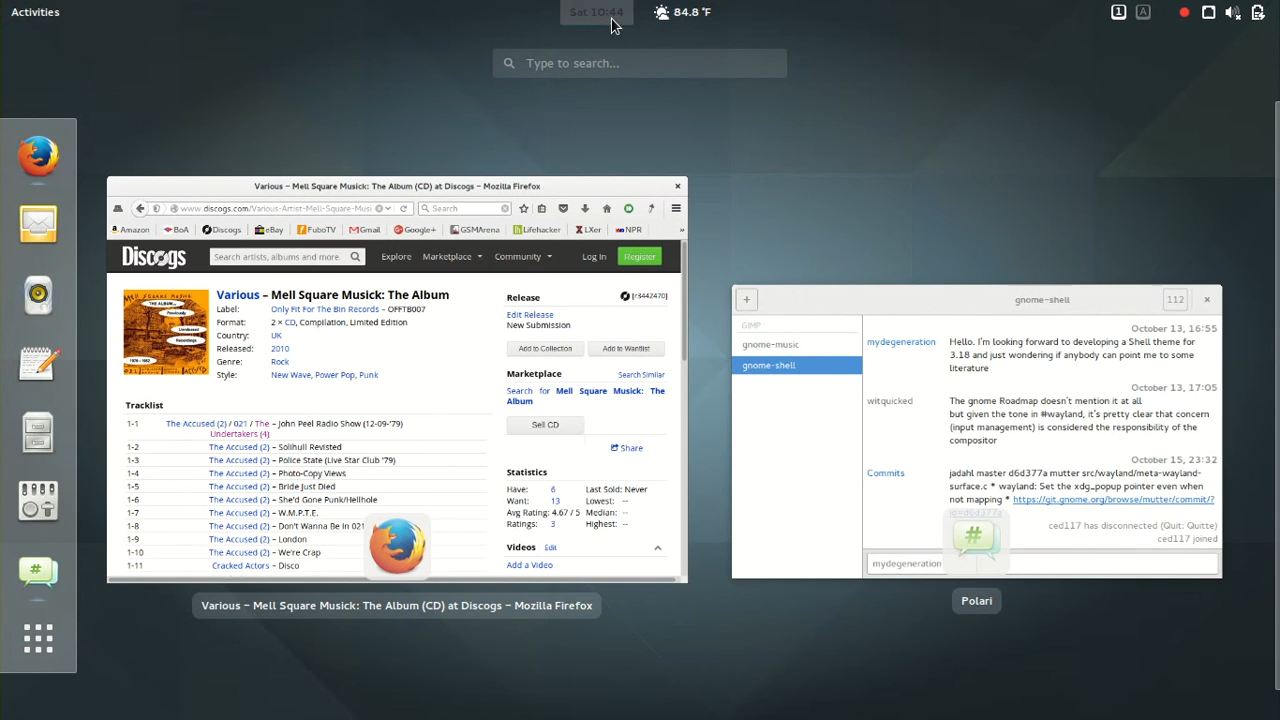 Activities
Sat 10:44
84.8 °F
1
A
Type to search...
Various – Mell Square Musick: The Album (CD) at Discogs – Mozilla Firefox
www.discogs.com/Various-Artist-Mell-Square-Musi
Search
Amazon
BoA
Discogs
eBay
FuboTV
Gmail
Google+
GSMArena
Lifehacker
LXer
NPR
»
Discogs
Search artists, albums and more.
Explore
Marketplace
Community
Log In
Register
Various – Mell Square Musick: The Album
Label: Only Fit For The Bin Records – OFFTB007
Format: 2 × CD, Compilation, Limited Edition
Country: UK
Released: 2010
Genre: Rock
Style: New Wave, Power Pop, Punk
Tracklist
1-1 The Accused (2) / 021 / The – John Peel Radio Show (12-09-'79)
Undertakers (4)
1-2 The Accused (2) – Solihull Revisted
1-3 The Accused (2) – Police State (Live Star Club '79)
1-4 The Accused (2) – Photo-Copy Views
1-5 The Accused (2) – Bride Just Died
1-6 The Accused (2) – She'd Gone Punk/Hellhole
1-7 The Accused (2) – W.M.P.T.E.
1-8 The Accused (2) – Don't Wanna Be In 021
1-9 The Accused (2) – London
1-10 The Accused (2) – We're Crap
1-11 Cracked Actors – Disco
Release
[r3442470]
Edit Release
New Submission
Add to Collection
Add to Wantlist
Marketplace
Search Similar
Search for Mell Square Musick: The
Album
Sell CD
Share
Statistics
Have: 6 Last Sold: Never
Want: 13 Lowest: --
Avg Rating: 4.67 / 5 Median: --
Ratings: 3 Highest: --
Videos Edit
Add a Video
Various – Mell Square Musick: The Album (CD) at Discogs – Mozilla Firefox
+
gnome-shell
112
GIMP
gnome-music
gnome-shell
October 13, 16:55
mydegeneration Hello. I'm looking forward to developing a Shell theme for
3.18 and just wondering if anybody can point me to some
literature
October 13, 17:05
witquicked The gnome Roadmap doesn't mention it at all
but given the tone in #wayland, it's pretty clear that concern
(input management) is considered the responsibility of the
compositor
October 15, 23:32
Commits jadahl master d6d377a mutter src/wayland/meta-wayland-
surface.c * wayland: Set the xdg_popup pointer even when
not mapping * https://git.gnome.org/browse/mutter/commit/?
id=d6d377a
ced117 has disconnected (Quit: Quitte)
ced117 joined
mydegeneration
#
Polari
#